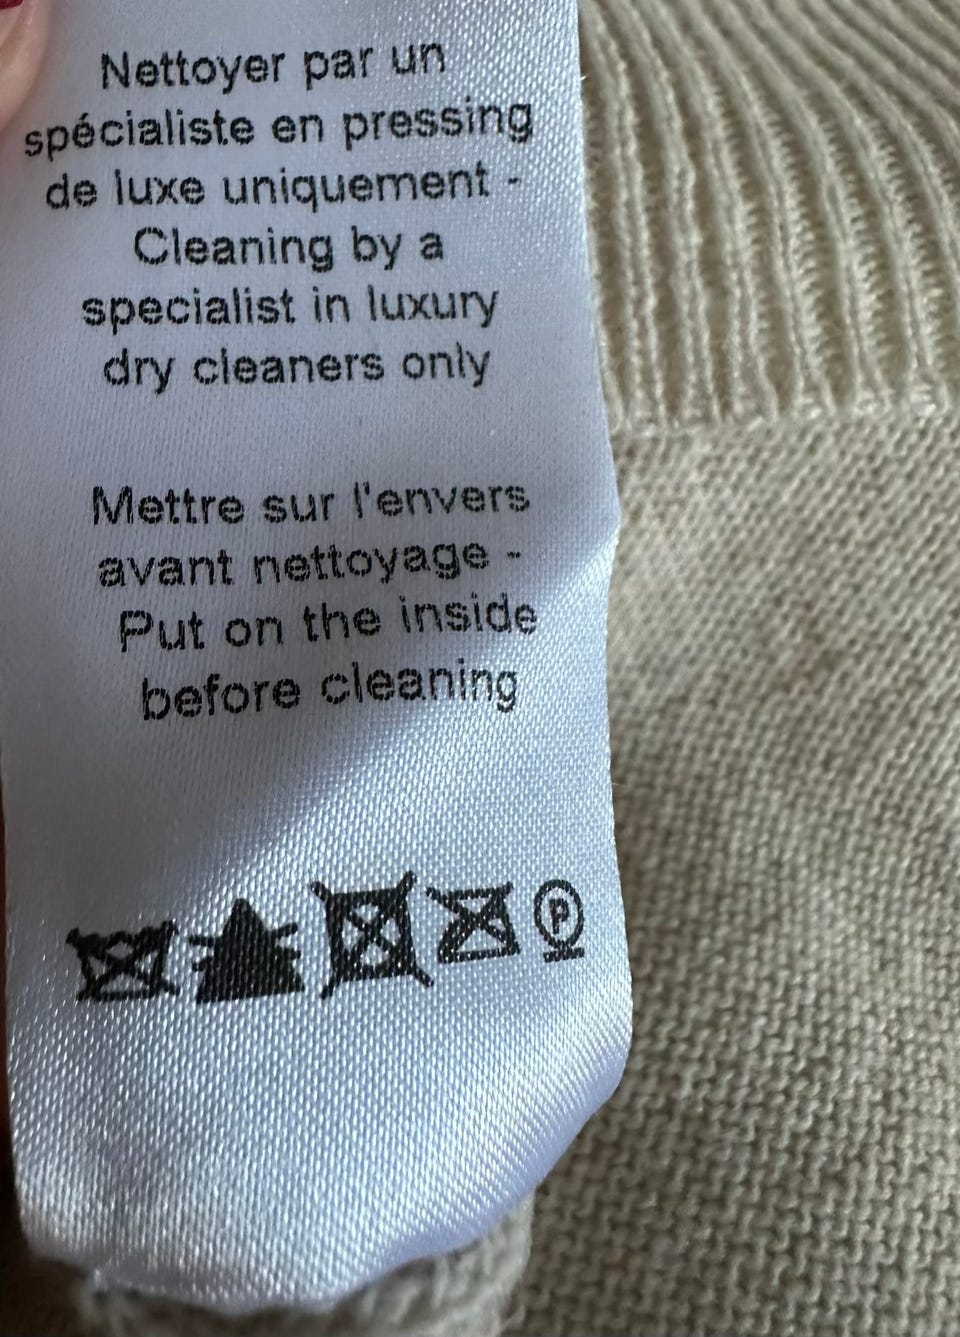 Nettoyer par un
spécialiste en pressing
de luxe uniquement -
Cleaning by a
specialist in luxury
dry cleaners only
Mettre sur l'envers
avant nettoyage -
Put on the inside
before cleaning
P